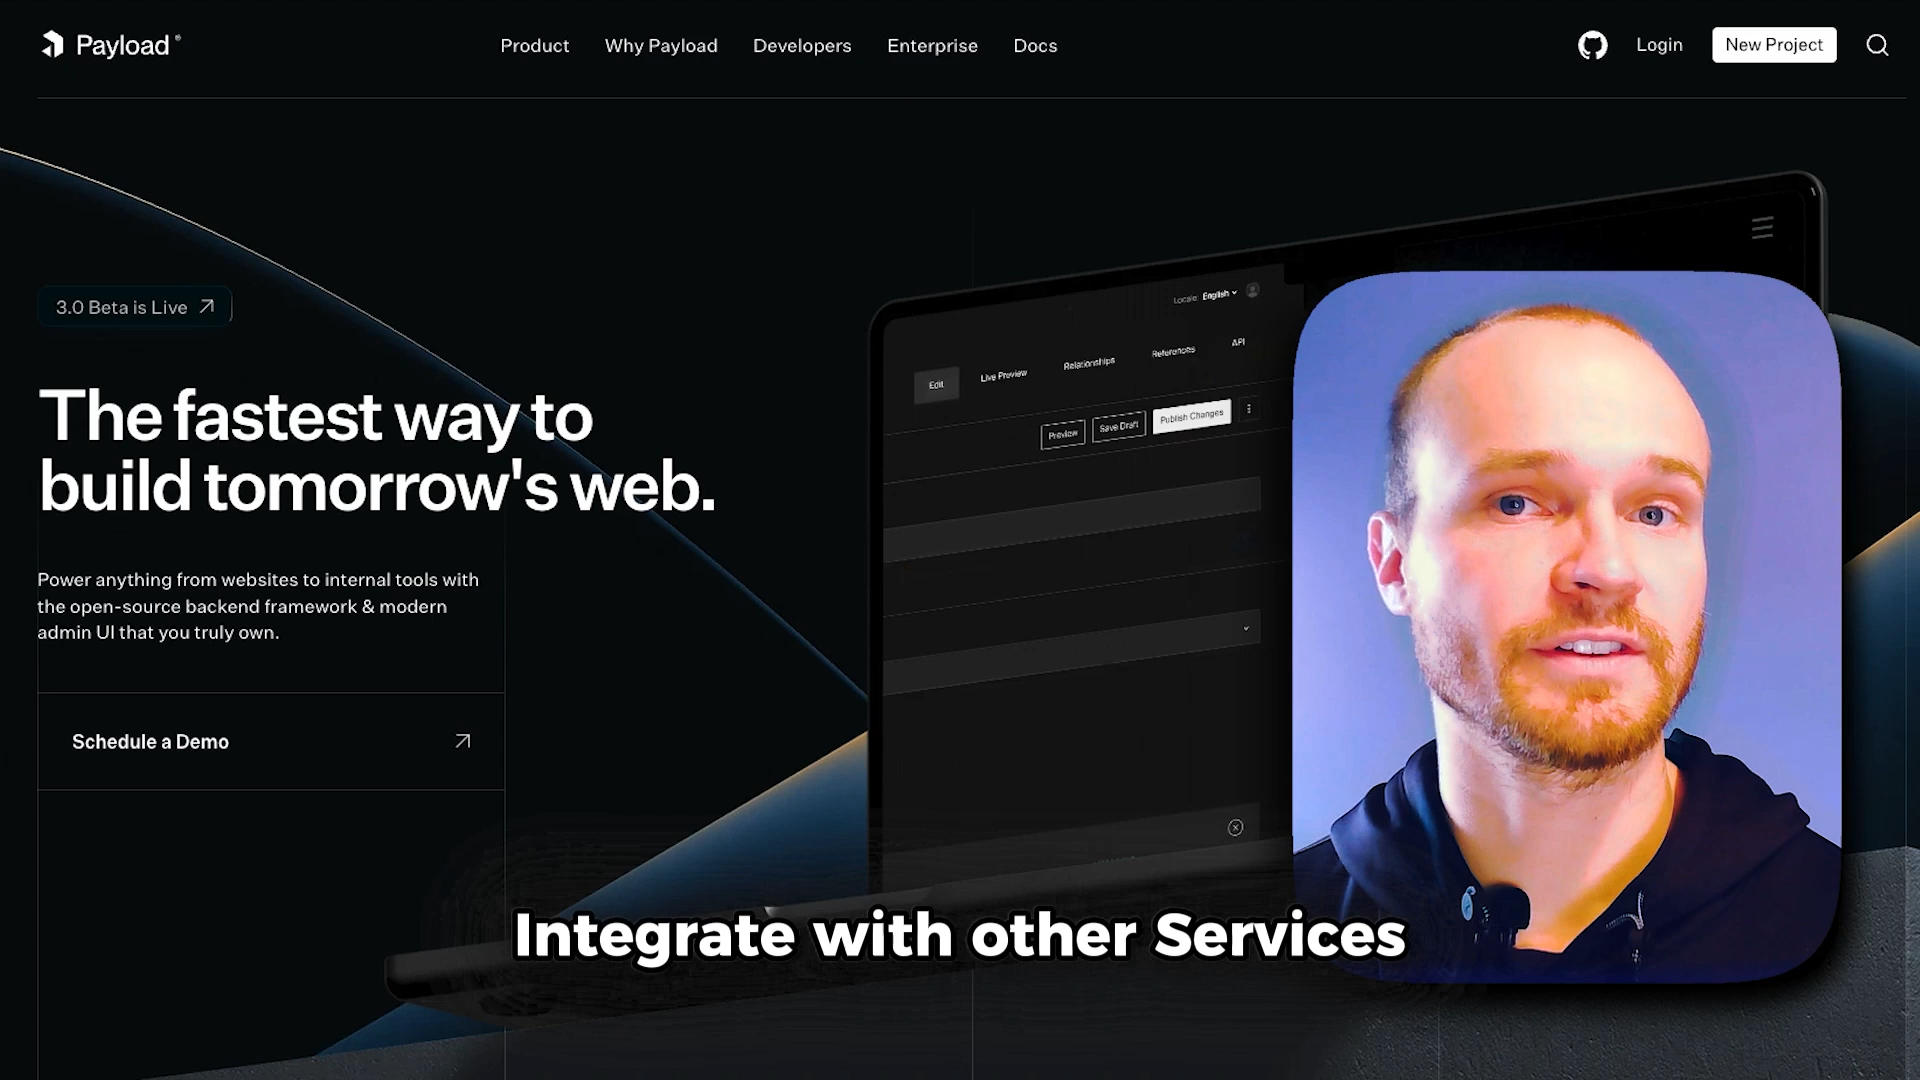 Payload
Product
Why Payload
Developers
Enterprise
Docs
Login
New Project
3.0 Beta is Live
The fastest way to
build tomorrow's web.
Power anything from websites to internal tools with
the open-source backend framework & modern
admin UI that you truly own.
Schedule a Demo
Locale: English
Edit
Live Preview
Relationships
References
API
Preview
Save Draft
Publish Changes
Integrate with other Services